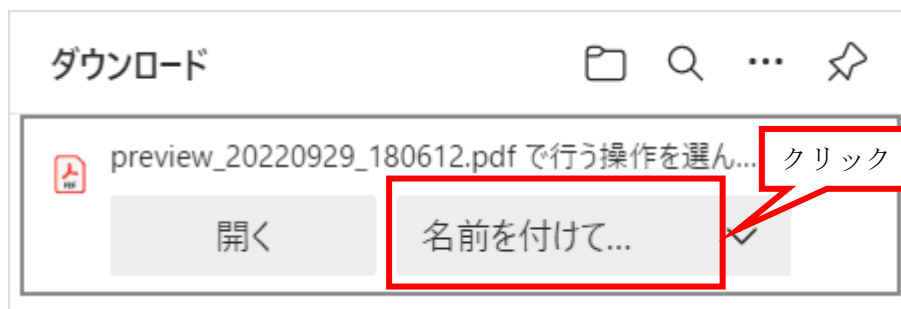 ダウンロード
preview_20220929_180612.pdf で行う操作を選ん...
クリック
PDF
開く
名前を付けて...